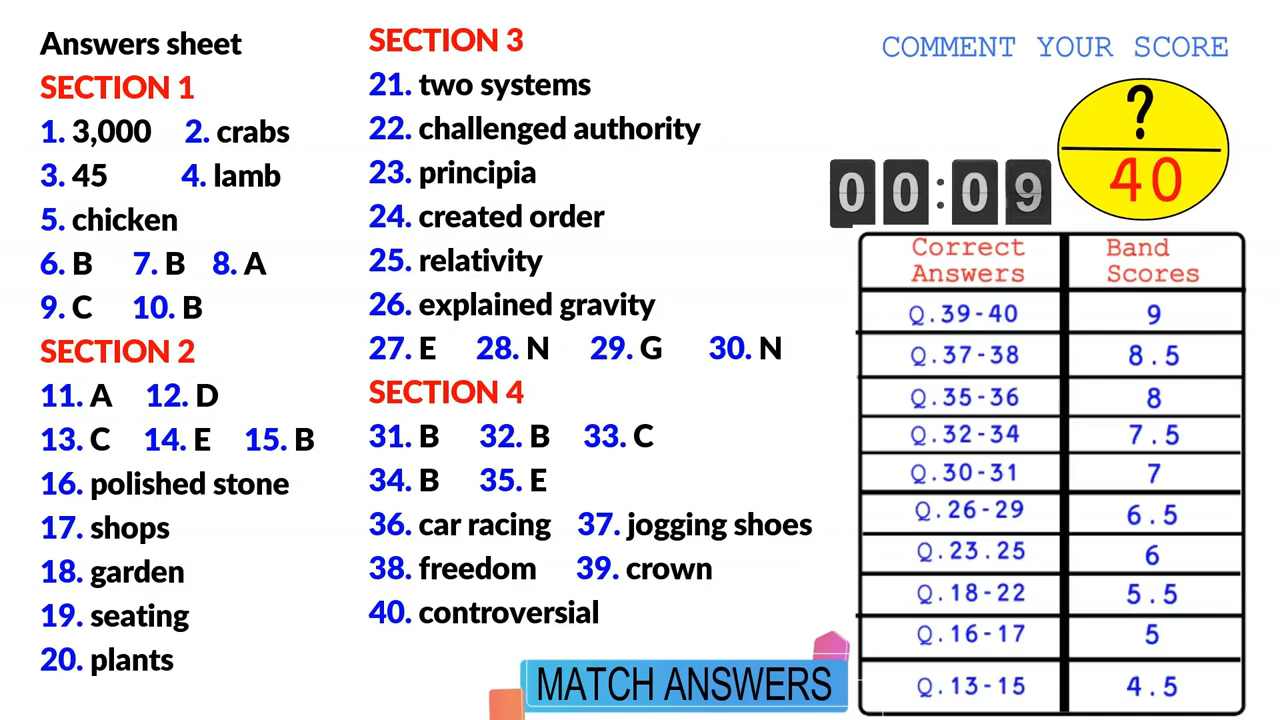 Answers sheet
SECTION 1
1. 3,000 2. crabs
3. 45 4. lamb
5. chicken
6. B 7. B 8. A
9. C 10. B
SECTION 2
11. A 12. D
13. C 14. E 15. B
16. polished stone
17. shops
18. garden
19. seating
20. plants
SECTION 3
21. two systems
22. challenged authority
23. principia
24. created order
25. relativity
26. explained gravity
27. E 28. N 29. G 30. N
SECTION 4
31. B 32. B 33. C
34. B 35. E
36. car racing 37. jogging shoes
38. freedom 39. crown
40. controversial
MATCH ANSWERS
COMMENT YOUR SCORE
?
40
00:09
Correct Answers Band Scores
Q.39-40 9
Q.37-38 8.5
Q.35-36 8
Q.32-34 7.5
Q.30-31 7
Q.26-29 6.5
Q.23.25 6
Q.18-22 5.5
Q.16-17 5
Q.13-15 4.5